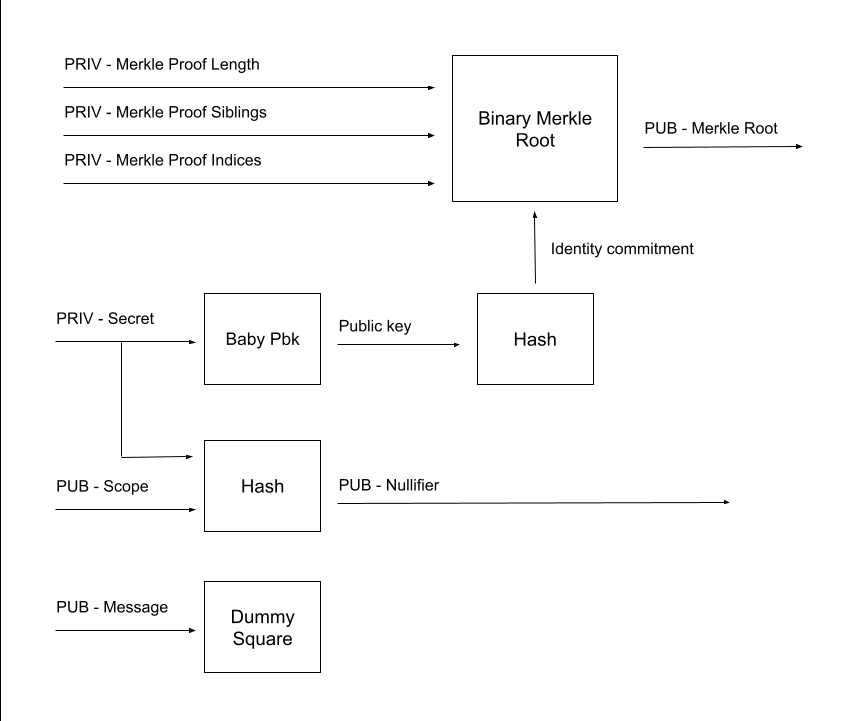 PRIV - Merkle Proof Length
PRIV - Merkle Proof Siblings
PRIV - Merkle Proof Indices
Binary Merkle
Root
PUB - Merkle Root
Identity commitment
PRIV - Secret
Baby Pbk
Public key
Hash
PUB - Scope
Hash
PUB - Nullifier
PUB - Message
Dummy
Square